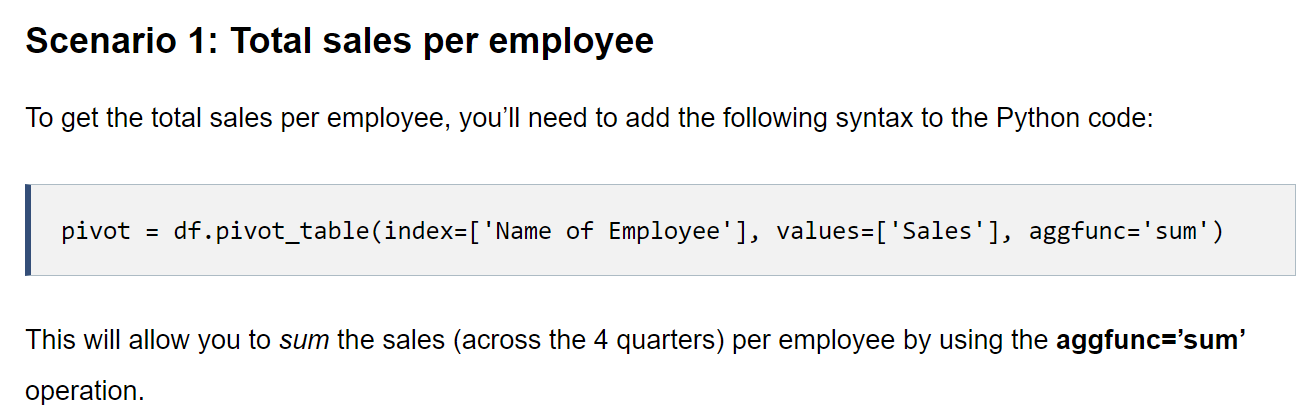 Scenario 1: Total sales per employee
To get the total sales per employee, you’ll need to add the following syntax to the Python code:
pivot = df.pivot_table(index=['Name of Employee'], values=['Sales'], aggfunc='sum')
This will allow you to sum the sales (across the 4 quarters) per employee by using the aggfunc=’sum’
operation.